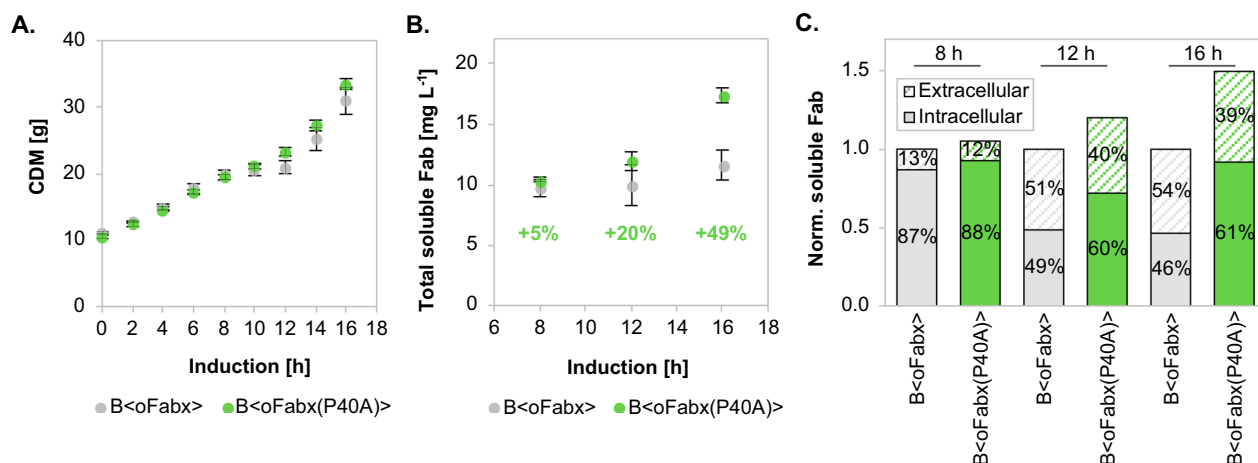 A.
CDM [g]
40
30
20
10
0
0 2 4 6 8 10 12 14 16 18
Induction [h]
B<oFabx> B<oFabx(P40A)>
B.
Total soluble Fab [mg L-1]
20
15
10
5
0
+5% +20% +49%
6 8 10 12 14 16 18
Induction [h]
B<oFabx> B<oFabx(P40A)>
C.
Norm. soluble Fab
8 h 12 h 16 h
1.5
1.0
0.5
0.0
Extracellular
Intracellular
13% 12% 51% 40% 54% 39%
87% 88% 49% 60% 46% 61%
B<oFabx>
B<oFabx(P40A)>
B<oFabx>
B<oFabx(P40A)>
B<oFabx>
B<oFabx(P40A)>